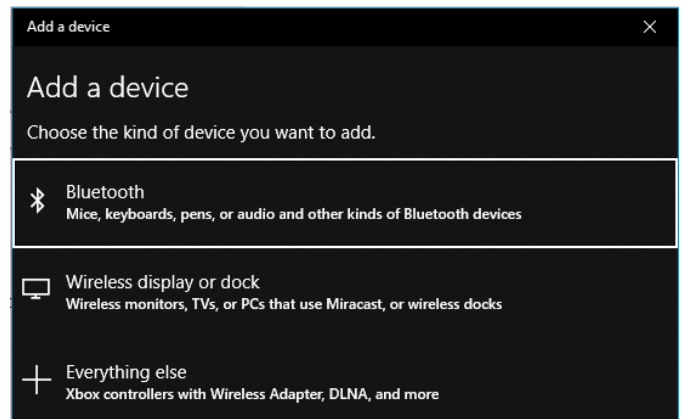 Add a device
Add a device
Choose the kind of device you want to add.
Bluetooth
Mice, keyboards, pens, or audio and other kinds of Bluetooth devices
Wireless display or dock
Wireless monitors, TVs, or PCs that use Miracast, or wireless docks
Everything else
Xbox controllers with Wireless Adapter, DLNA, and more